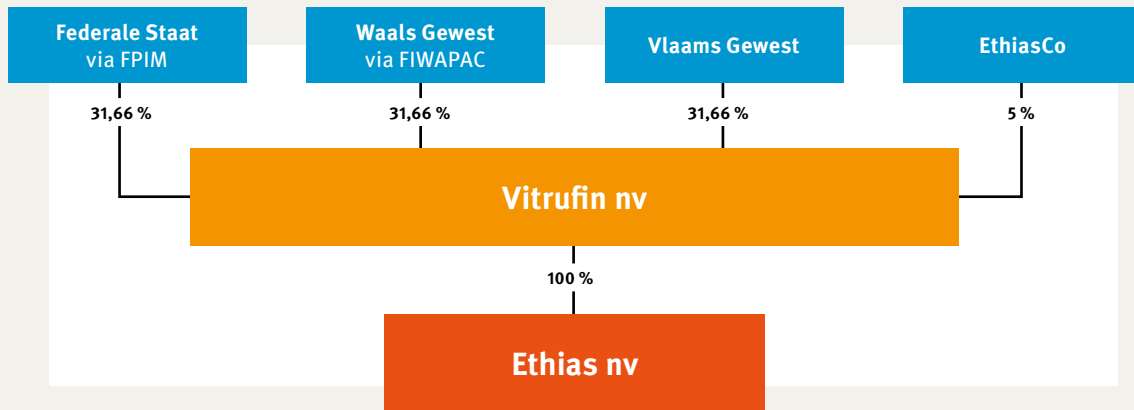 Federale Staat
via FPIM
Waals Gewest
via FIWAPAC
Vlaams Gewest
EthiasCo
31,66 %
31,66 %
31,66 %
5 %
Vitrufin nv
100 %
Ethias nv